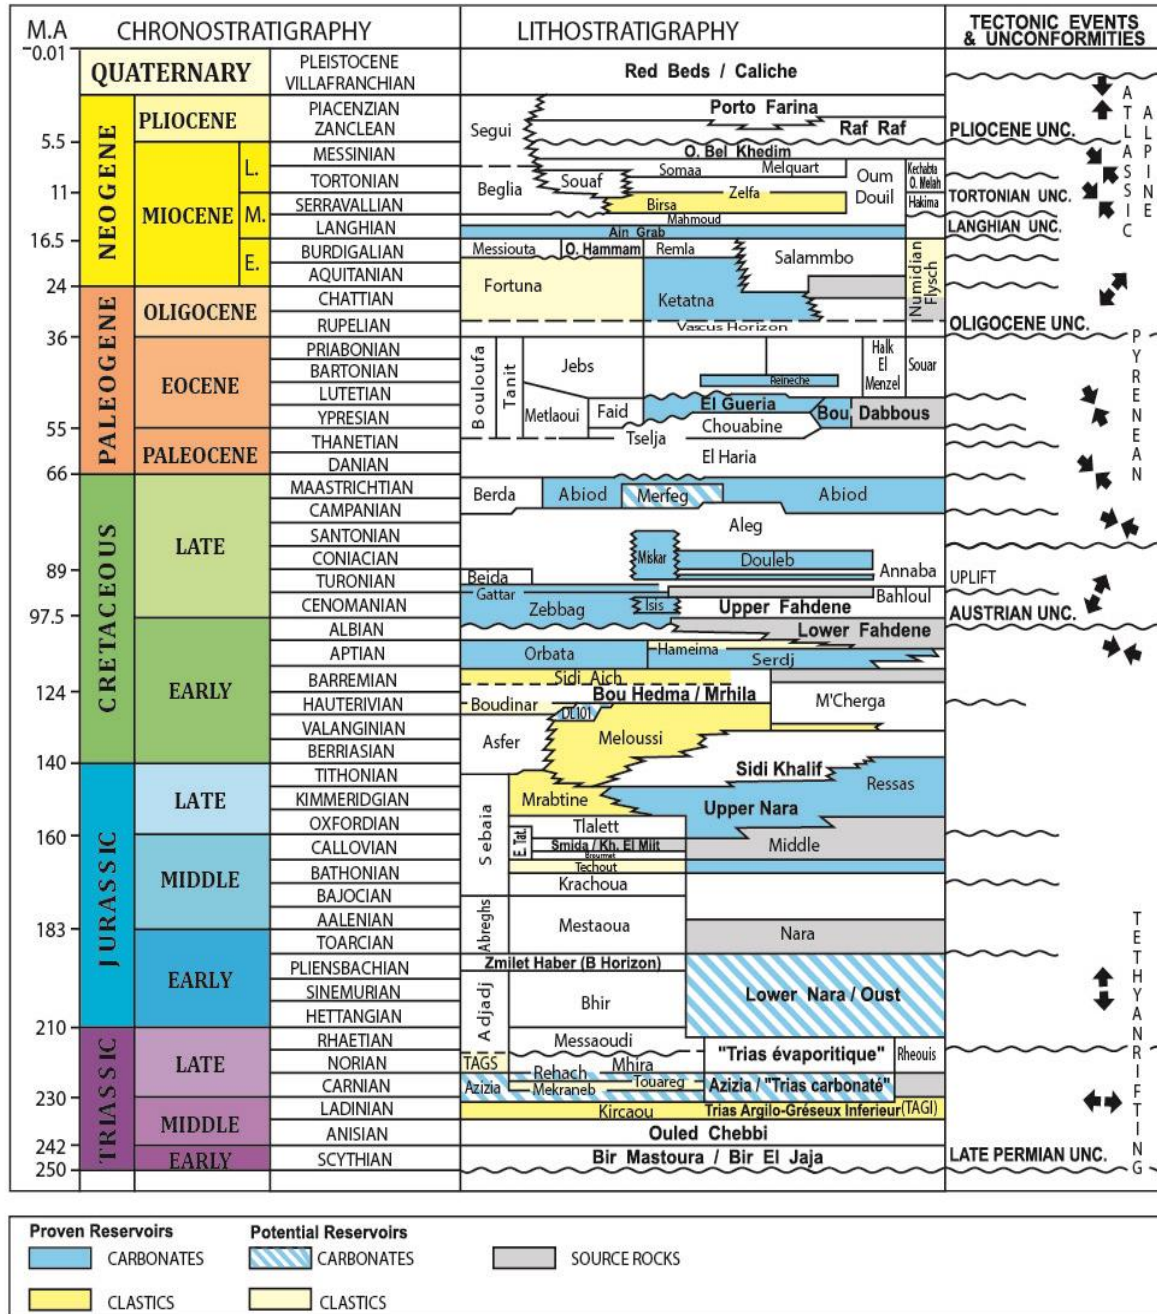 M.A CHRONOSTRATIGRAPHY LITHOSTRATIGRAPHY TECTONIC EVENTS
& UNCONFORMITIES
0.01
QUATERNARY PLEISTOCENE
VILLAFRANCHIAN
Red Beds / Caliche
NEOGENE
PLIOCENE
PIACENZIAN
ZANCLEAN
Segui
Porto Farina
Raf Raf
PLIOCENE UNC.
5.5
MIOCENE
L.
MESSINIAN
O. Bel Khedim
TORTONIAN
Beglia
Souaf
Somaa
Melquart
Oum
Douil
Kechabta
O. Melah
11
M.
SERRAVALLIAN
Birsa
Zelfa
Hakima
TORTONIAN UNC.
LANGHIAN
Mahmoud
Ain Grab
LANGHIAN UNC.
16.5
E.
BURDIGALIAN
Messiouta
O. Hammam
Remla
Salammbo
Numidian
Flysch
AQUITANIAN
Fortuna
Ketatna
24
PALEOGENE
OLIGOCENE
CHATTIAN
RUPELIAN
Vascus Horizon
OLIGOCENE UNC.
36
EOCENE
PRIABONIAN
BARTONIAN
LUTETIAN
YPRESIAN
Bouloufa
Tanit
Jebs
Metlaoui
Faid
Reineche
Halk
El
Menzel
Souar
El Gueria
Bou Dabbous
Chouabine
Tselja
55
PALEOCENE
THANETIAN
DANIAN
El Haria
66
CRETACEOUS
LATE
MAASTRICHTIAN
CAMPANIAN
Berda
Abiod
Merfeg
Abiod
SANTONIAN
Aleg
CONIACIAN
Miskar
Douleb
89
TURONIAN
Beida
Annaba
UPLIFT
Gattar
Bahloul
CENOMANIAN
Zebbag
Isis
Upper Fahdene
97.5
AUSTRIAN UNC.
EARLY
ALBIAN
Lower Fahdene
APTIAN
Orbata
Hameima
Serdj
BARREMIAN
Sidi Aich
124
Bou Hedma / Mrhila
HAUTERIVIAN
Boudinar
DL101
M'Cherga
VALANGINIAN
Asfer
Meloussi
BERRIASIAN
140
JURASSIC
LATE
TITHONIAN
Sidi Khalif
Ressas
KIMMERIDGIAN
Sebaia
Mrabtine
Upper Nara
OXFORDIAN
Tlalett
160
MIDDLE
CALLOVIAN
E. Tat.
Smida / Kh. El Miit
Middle
BATHONIAN
Techout
Krachoua
BAJOCIAN
AALENIAN
Abreghs
Mestaoua
Nara
183
EARLY
TOARCIAN
PLIENSBACHIAN
Zmilet Haber (B Horizon)
SINEMURIAN
Adjadj
Bhir
Lower Nara / Oust
HETTANGIAN
210
TRIASSIC
LATE
RHAETIAN
Messaoudi
"Trias évaporitique"
Rheouis
NORIAN
TAGS
Mhira
Rehach
CARNIAN
Azizia
Mekraneb
Touareg
Azizia / "Trias carbonaté"
230
MIDDLE
LADINIAN
Kircaou
Trias Argilo-Gréseux Inferieur (TAGI)
ANISIAN
Ouled Chebbi
242
EARLY
SCYTHIAN
Bir Mastoura / Bir El Jaja
LATE PERMIAN UNC.
250
ATLASSIC
ALPINE
PYRENEAN
TETHYAN RIFTING
Proven Reservoirs Potential Reservoirs
CARBONATES CARBONATES SOURCE ROCKS
CLASTICS CLASTICS